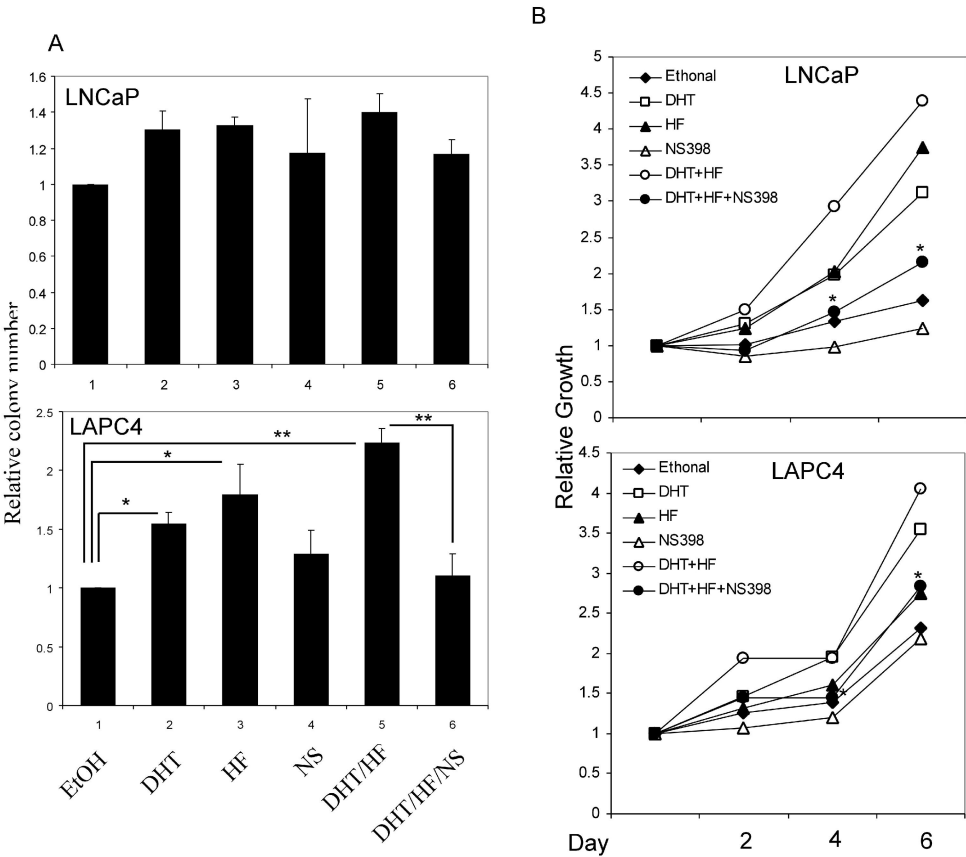 A
Relative colony number
LNCaP
1.6
1.4
1.2
1
0.8
0.6
0.4
0.2
0
1 2 3 4 5 6
LAPC4
2.5
2
1.5
1
0.5
0
* * ** **
1 2 3 4 5 6
EtOH DHT HF NS DHT/HF DHT/HF/NS
B
Relative Growth
LNCaP
5
4.5
4
3.5
3
2.5
2
1.5
1
0.5
0
Ethonal
DHT
HF
NS398
DHT+HF
DHT+HF+NS398
* *
LAPC4
4.5
4
3.5
3
2.5
2
1.5
1
0.5
0
Ethonal
DHT
HF
NS398
DHT+HF
DHT+HF+NS398
* *
Day 2 4 6